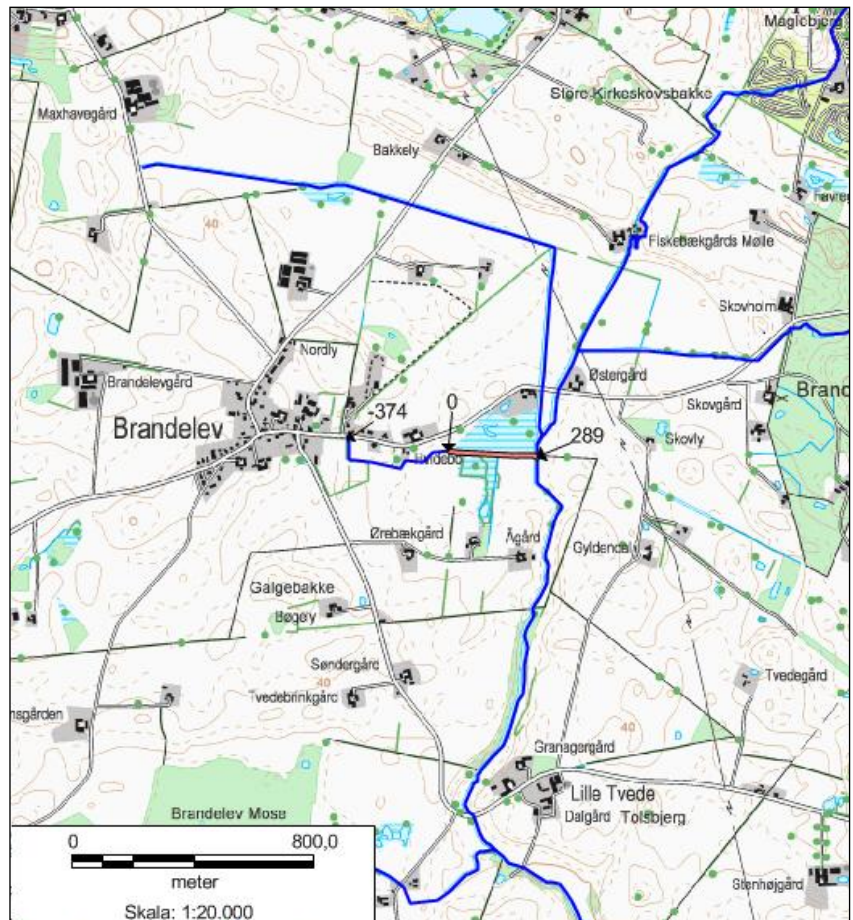 Maglebjerg
Store Kirkeskovsbakke
Maxhavegård
Bakkely
40
Fiskebækgårds Mølle
Skovholm
Nordly
Brandelevgård
Østergård
0
-374
Skovgård
Brand
Brandelev
289
Skovly
Ørebækgård
Ågård
Gyldendal
Galgebakke
Bøgely
Søndergård
40
Tvedebrinkgård
Tvedegård
nsgården
40
Granagergård
Lille Tvede
Brandelev Mose
Dalgård
Tolsbjerg
0
800,0
meter
Stenhøjgård
Skala: 1:20.000